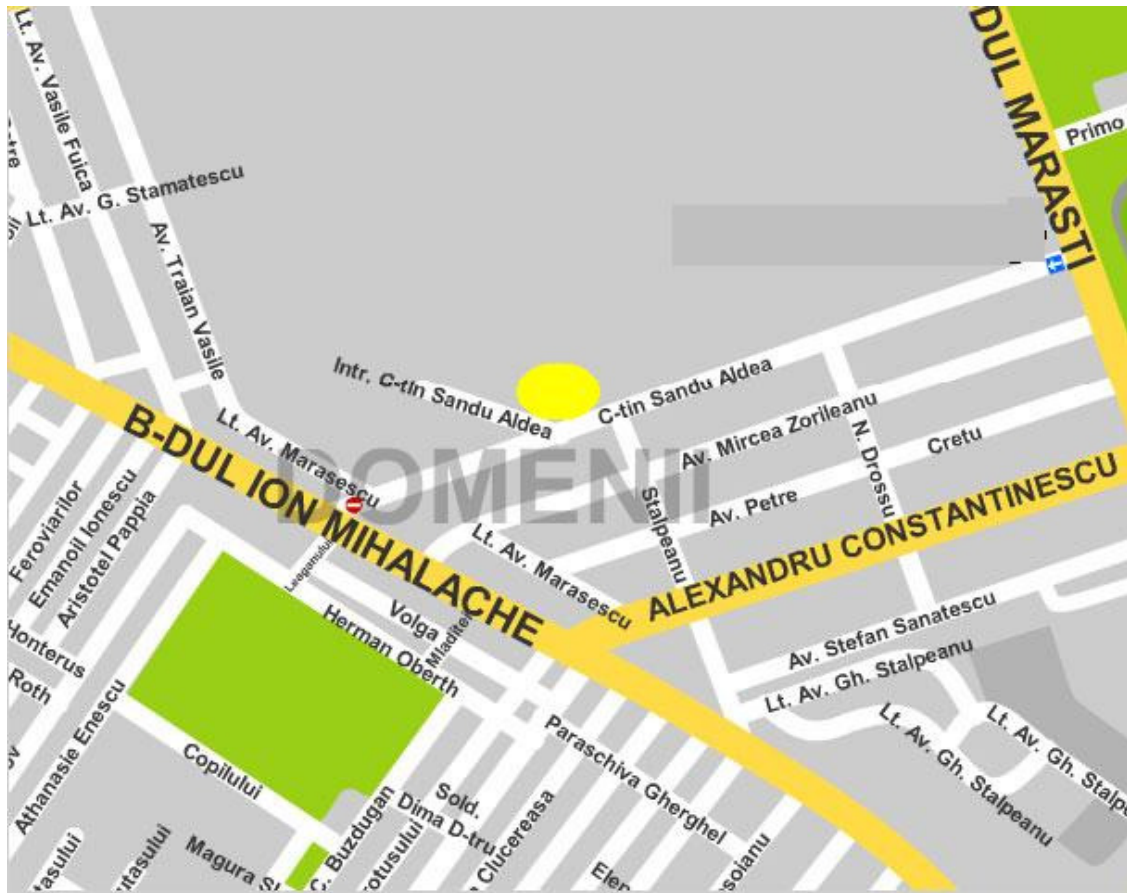 Lt. Av. Vasile Fuica
Lt. Av. G. Stamatescu
Av. Traian Vasile
DUL MARASTI
Primo
Intr. C-tin Sandu Aldea
C-tin Sandu Aldea
Lt. Av. Marasescu
B-DUL ION MIHALACHE
DOMENII
Av. Mircea Zorileanu
N. Drossu
Cretu
Av. Petre
Stalpeanu
Lt. Av. Marasescu
ALEXANDRU CONSTANTINESCU
Feroviarilor
Emanoil Ionescu
Aristotel Pappia
Leaganului
Volga
Mladitei
Herman Oberth
Av. Stefan Sanatescu
Lt. Av. Gh. Stalpeanu
Lt. Av. Gh. Stalpeanu
Lt. Av. Gh. Stalpe
Honterus
Roth
Athanasie Enescu
Copilului
Paraschiva Gherghel
Sold.
Dima D-tru
C. Buzdugan
Clucereasa
Magura